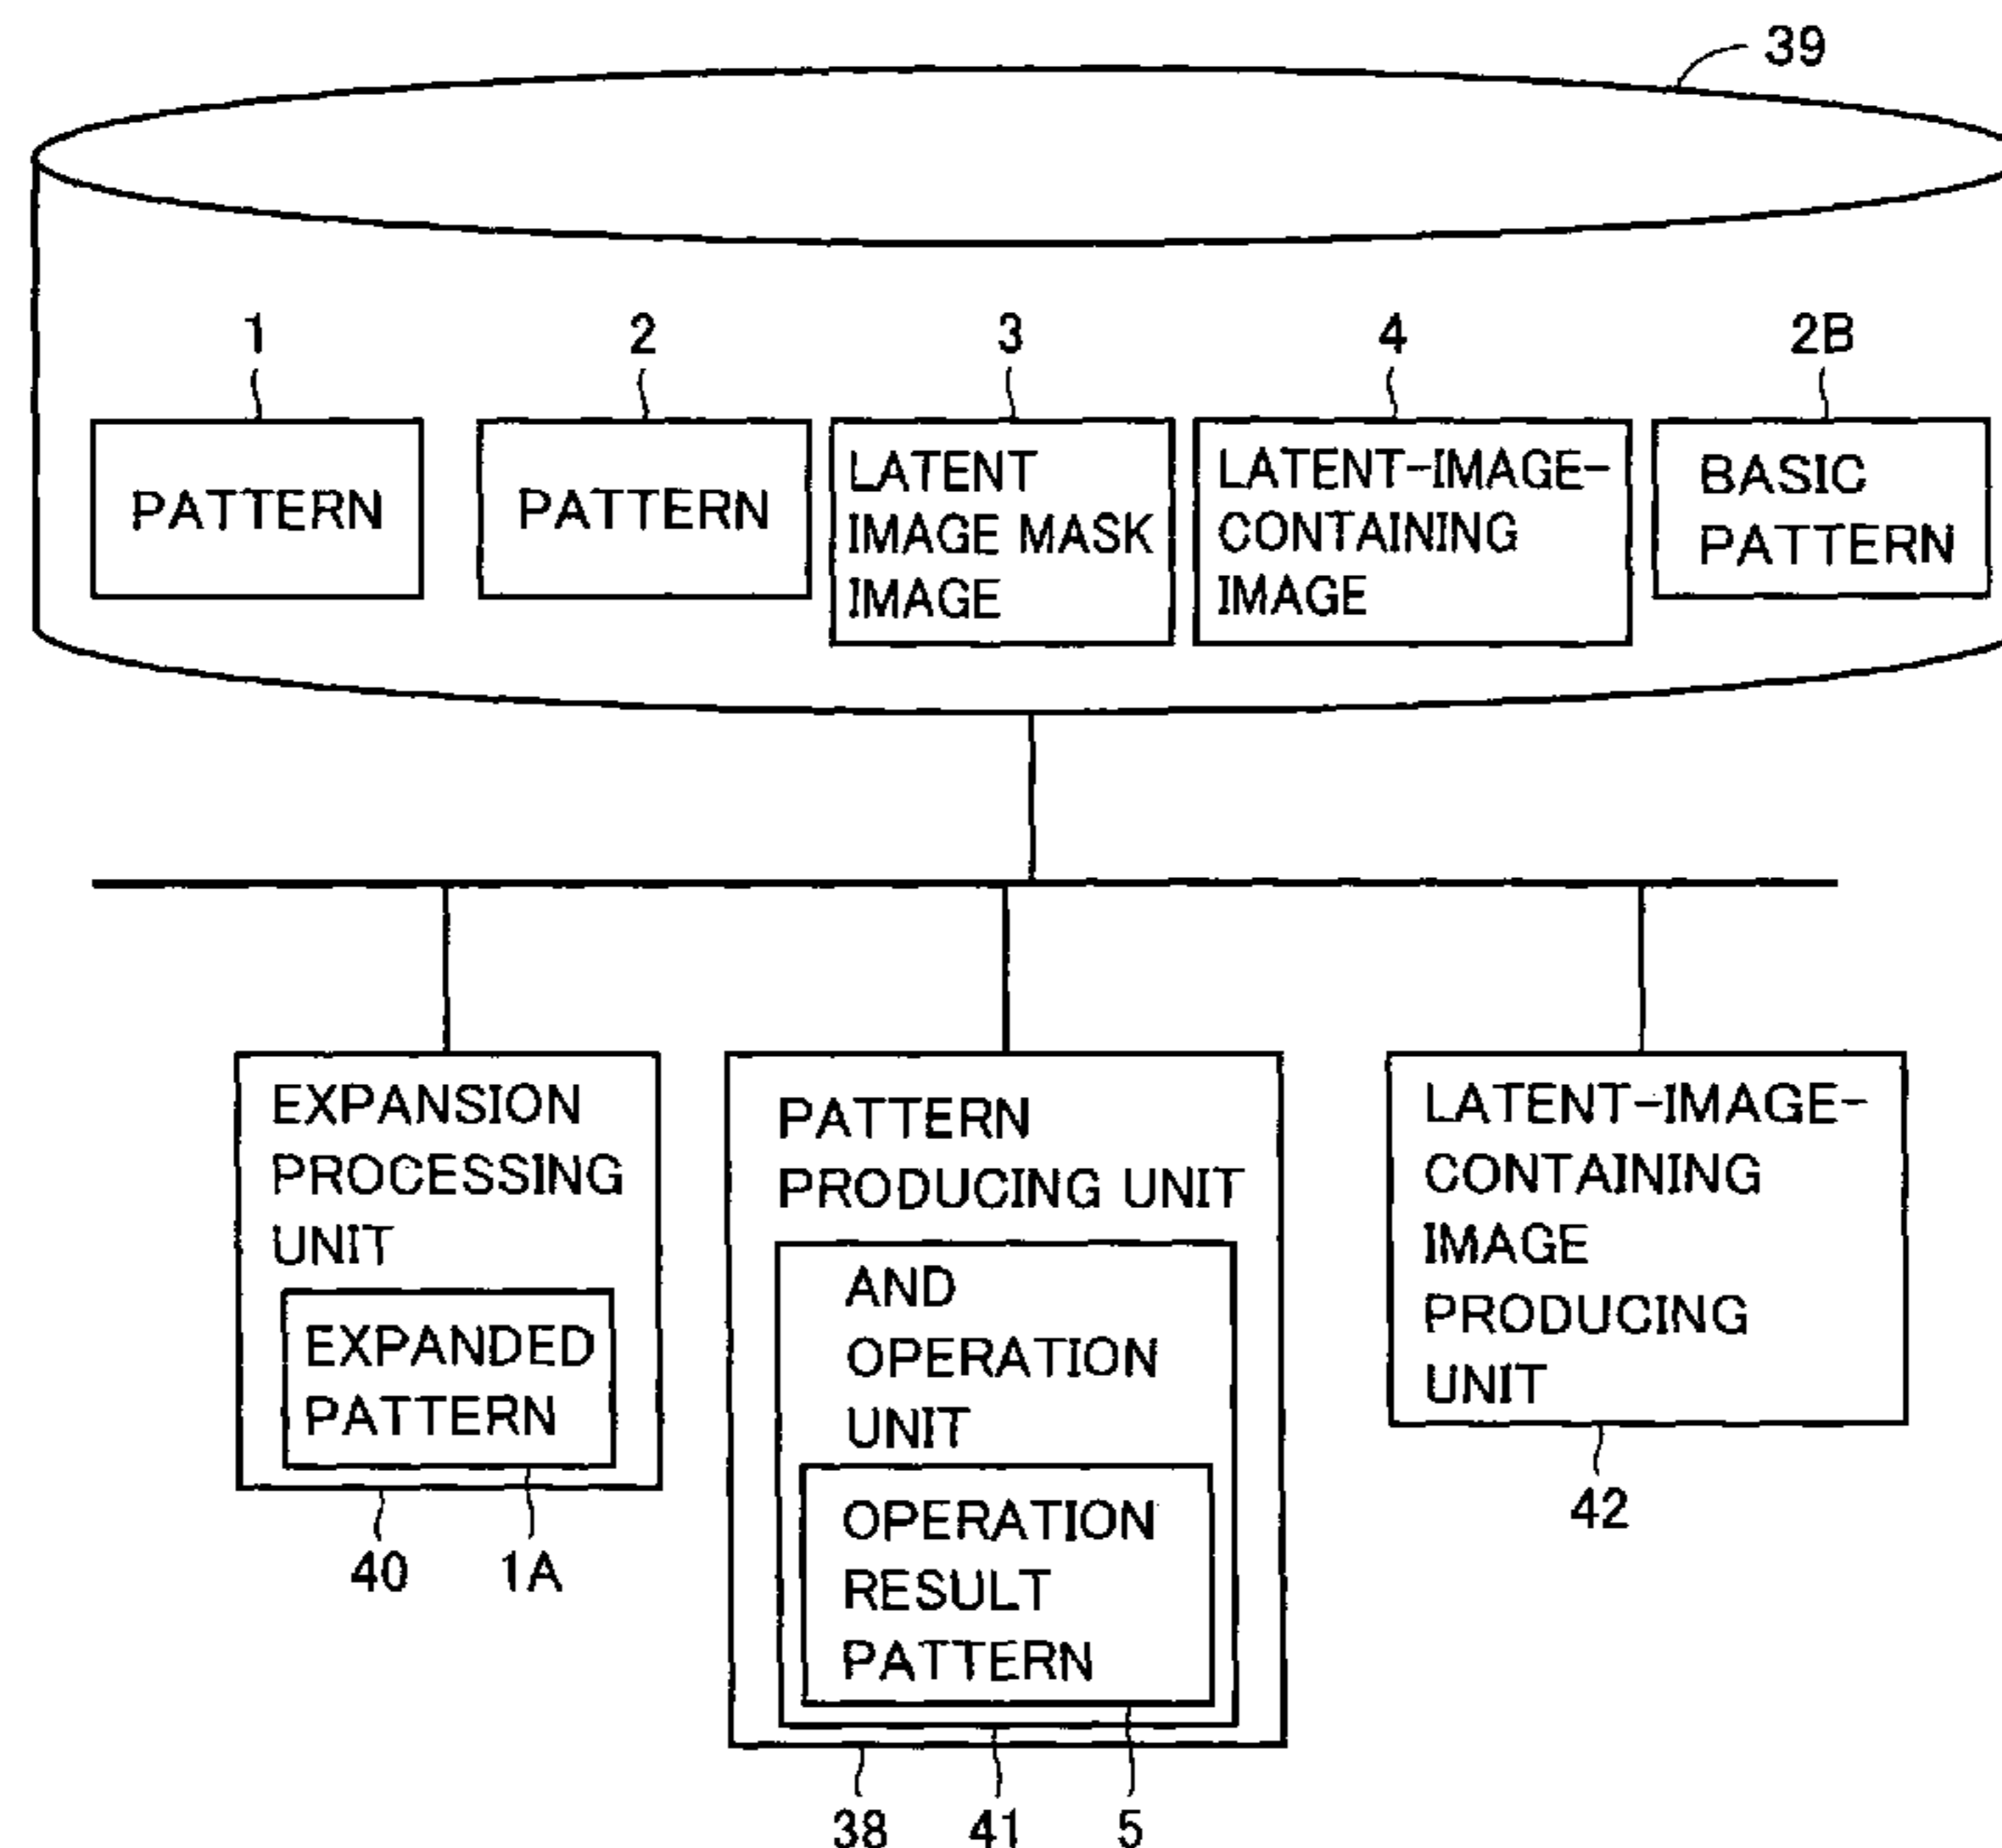 39
1
2
3
4
2B
PATTERN
PATTERN
LATENT
IMAGE MASK
IMAGE
LATENT-IMAGE-
CONTAINING
IMAGE
BASIC
PATTERN
EXPANSION
PROCESSING
UNIT
EXPANDED
PATTERN
40
1A
PATTERN
PRODUCING UNIT
AND
OPERATION
UNIT
OPERATION
RESULT
PATTERN
38
41
5
LATENT-IMAGE-
CONTAINING
IMAGE
PRODUCING
UNIT
42